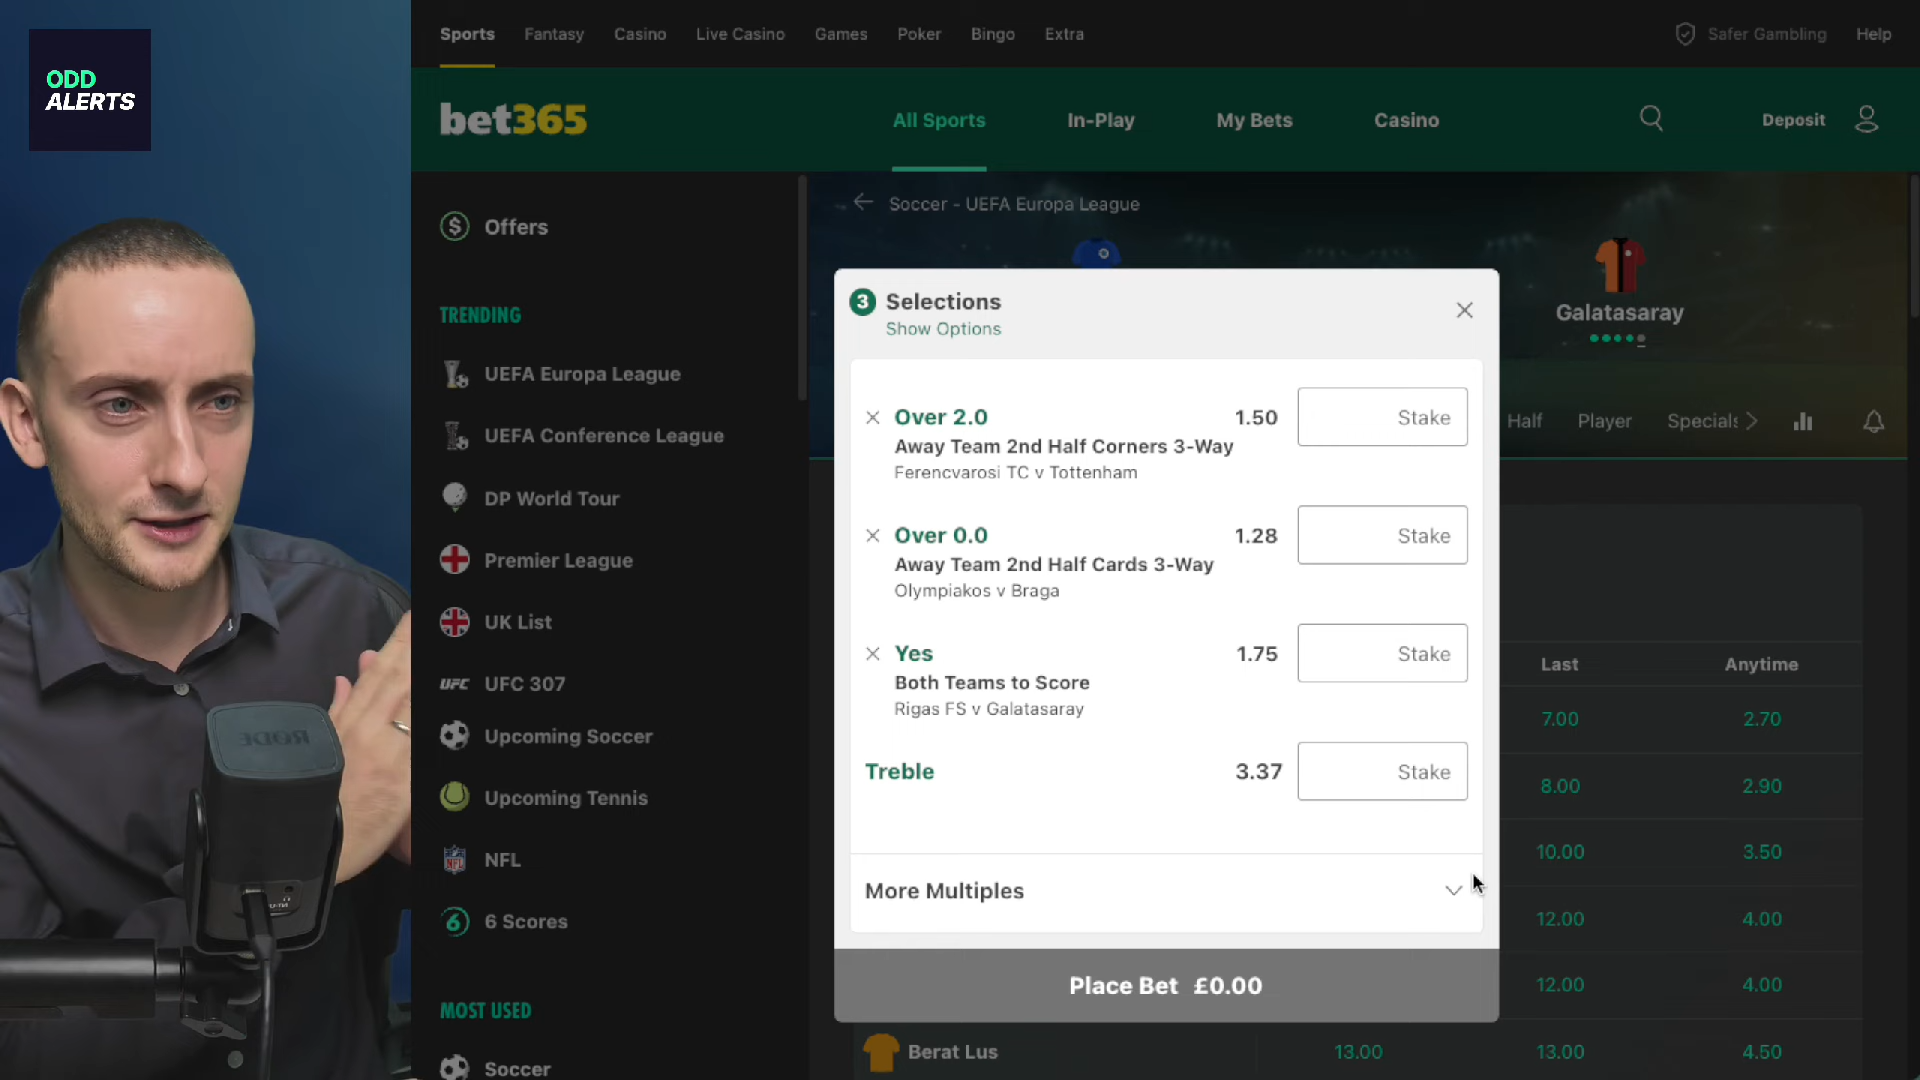 ODD
ALERTS
Sports Fantasy Casino Live Casino Games Poker Bingo Extra Safer Gambling Help
bet365 All Sports In-Play My Bets Casino Deposit
Offers
TRENDING
UEFA Europa League
UEFA Conference League
DP World Tour
Premier League
UK List
UFC UFC 307
Upcoming Soccer
Upcoming Tennis
NFL NFL
6 6 Scores
MOST USED
Soccer
Soccer - UEFA Europa League
Galatasaray
Half Player Specials
3 Selections
Show Options
Over 2.0 1.50 Stake
Away Team 2nd Half Corners 3-Way
Ferencvarosi TC v Tottenham
Over 0.0 1.28 Stake
Away Team 2nd Half Cards 3-Way
Olympiakos v Braga
Yes 1.75 Stake
Both Teams to Score
Rigas FS v Galatasaray
Treble 3.37 Stake
More Multiples
Place Bet £0.00
Last Anytime
7.00 2.70
8.00 2.90
10.00 3.50
12.00 4.00
12.00 4.00
Berat Lus 13.00 13.00 4.50
RØDE